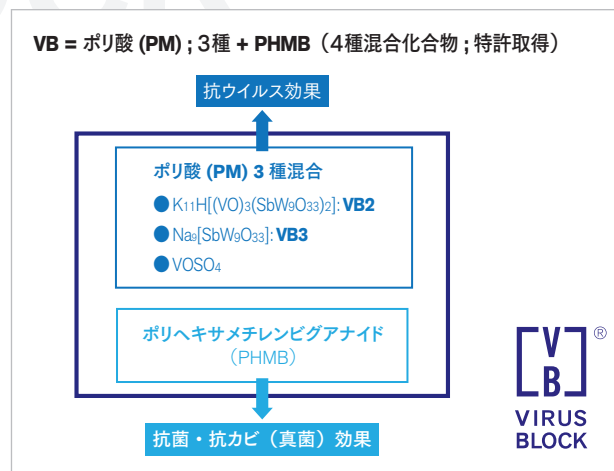 VB = ポリ酸 (PM) ; 3種 + PHMB（4種混合化合物 ; 特許取得）
抗ウイルス効果
ポリ酸 (PM) 3 種混合
●K₁₁H[(VO)₃(SbW₉O₃₃)₂]: VB2
●Na₉[SbW₉O₃₃]: VB3
●VOSO₄
ポリヘキサメチレンビグアナイド
（PHMB）
抗菌・抗カビ（真菌）効果
V
B
®
VIRUS
BLOCK